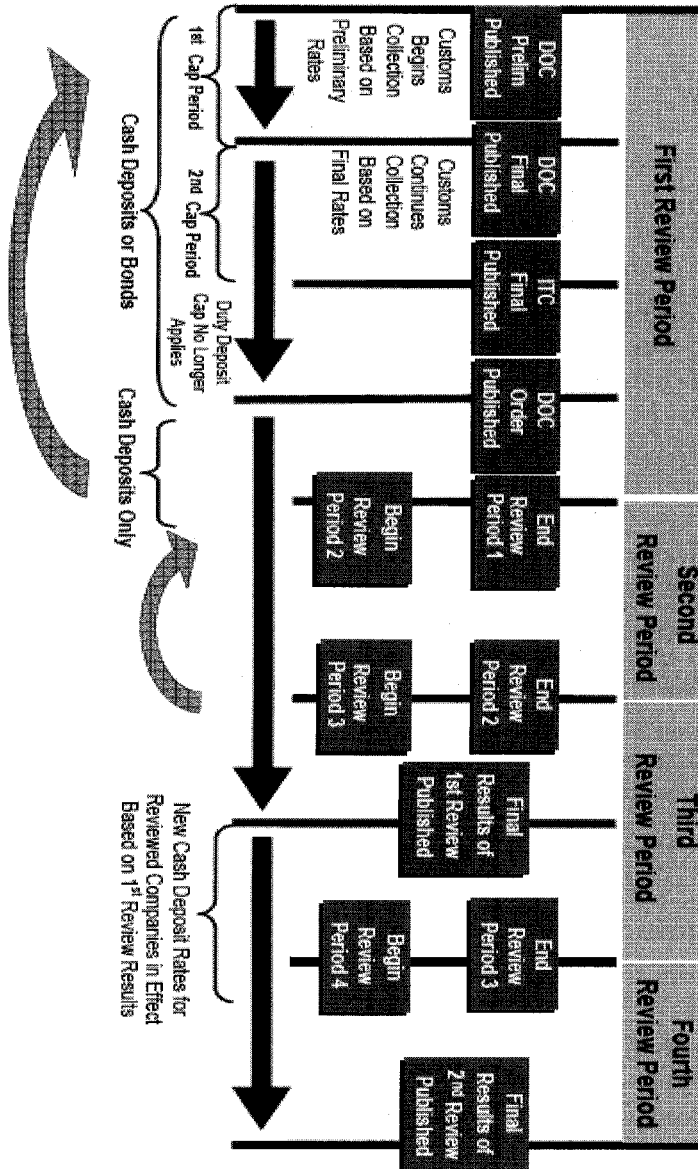 First Review Period
Second
Review Period
Third
Review Period
Fourth
Review Period
DOC
Prelim
Published
DOC
Final
Published
ITC
Final
Published
DOC
Order
Published
End
Review
Period 1
Begin
Review
Period 2
End
Review
Period 2
Begin
Review
Period 3
Final
Results of
1st Review
Published
End
Review
Period 3
Begin
Review
Period 4
Final
Results of
2nd Review
Published
Customs
Begins
Collection
Based on
Preliminary
Rates
Customs
Continues
Collection
Based on
Final Rates
1st Cap Period
2nd Cap Period
Duty Deposit
Cap No Longer
Applies
Cash Deposits or Bonds
Cash Deposits Only
New Cash Deposit Rates for
Reviewed Companies in Effect
Based on 1st Review Results